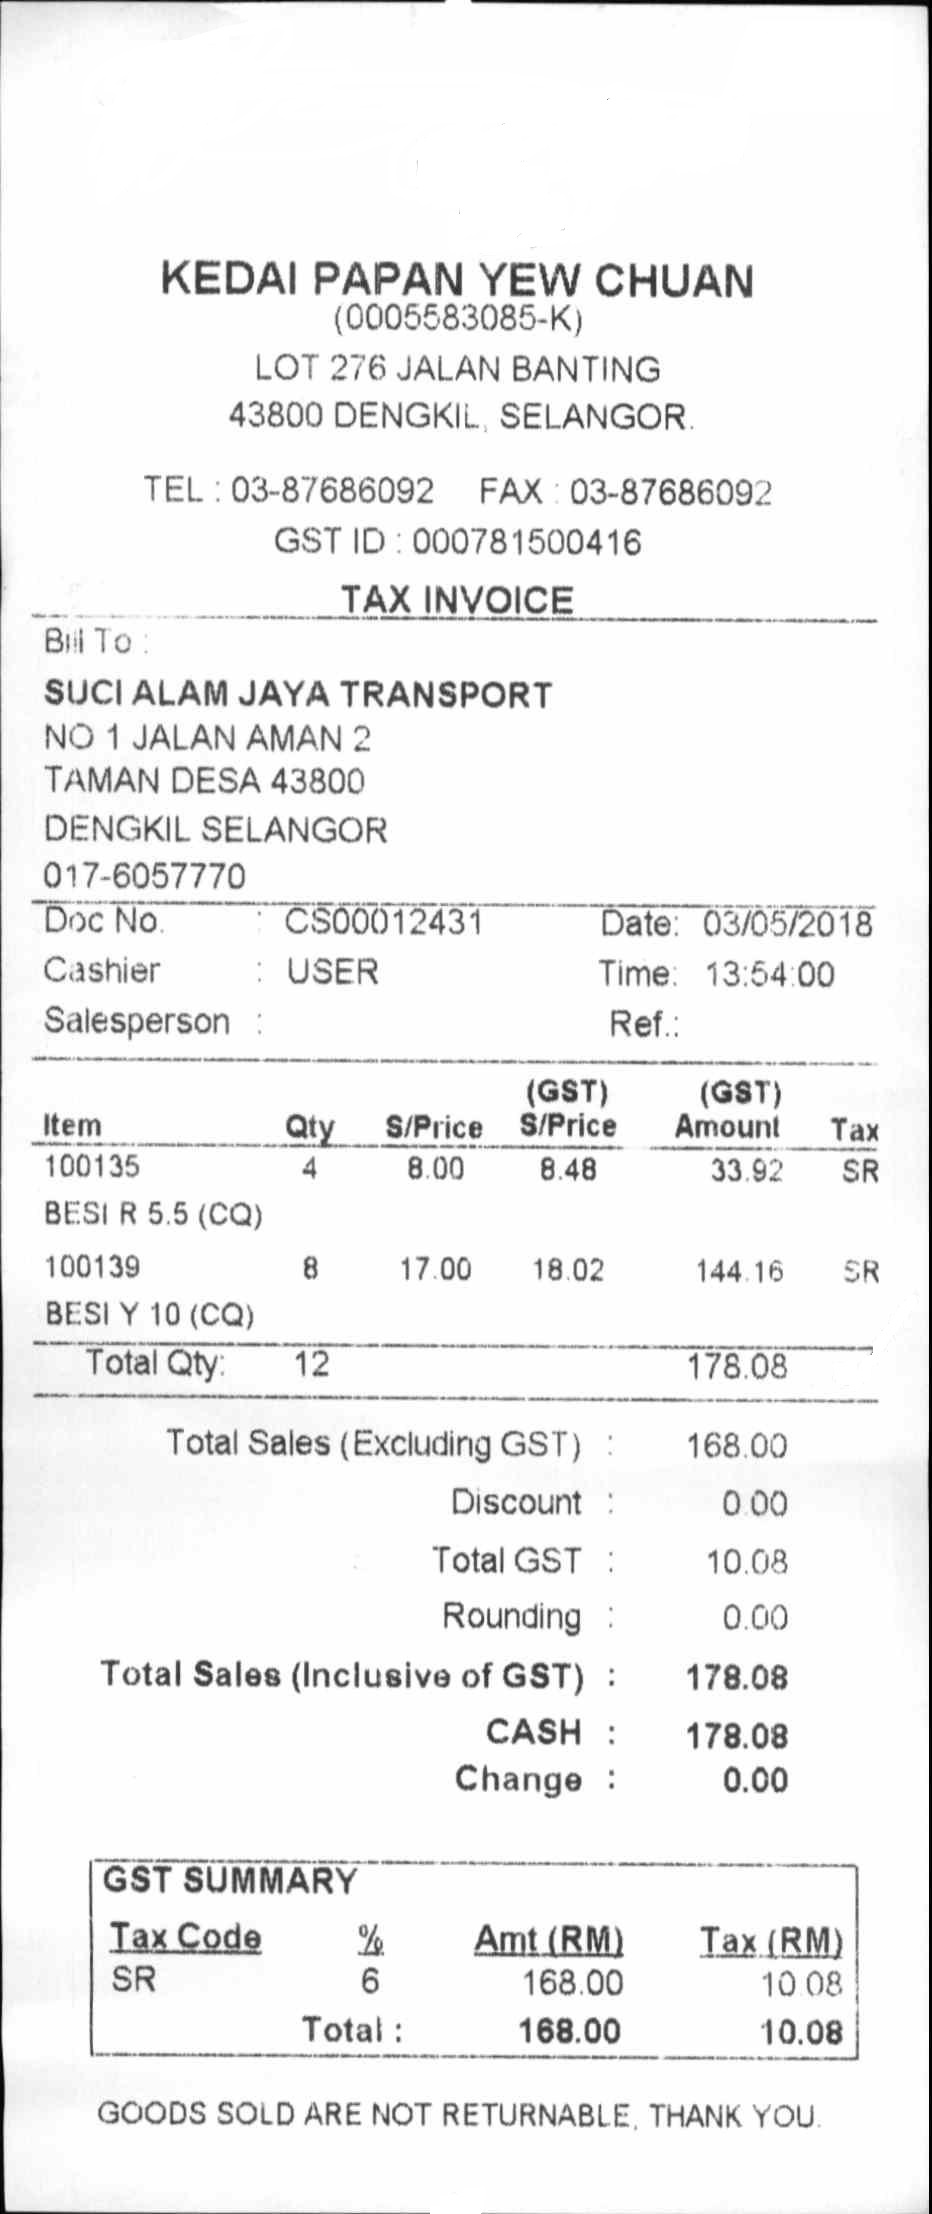 KEDAI PAPAN YEW CHUAN
(0005583085-K)
LOT 276 JALAN BANTING
43800 DENGKIL, SELANGOR.
TEL : 03-87686092 FAX : 03-87686092
GST ID : 000781500416
TAX INVOICE
Bill To :
SUCI ALAM JAYA TRANSPORT
NO 1 JALAN AMAN 2
TAMAN DESA 43800
DENGKIL SELANGOR
017-6057770
Doc No. : CS00012431 Date: 03/05/2018
Cashier : USER Time: 13:54:00
Salesperson : Ref.:
(GST) (GST)
Item Qty S/Price S/Price Amount Tax
100135 4 8.00 8.48 33.92 SR
BESI R 5.5 (CQ)
100139 8 17.00 18.02 144.16 SR
BESI Y 10 (CQ)
Total Qty: 12 178.08
Total Sales (Excluding GST) : 168.00
Discount : 0.00
Total GST : 10.08
Rounding : 0.00
Total Sales (Inclusive of GST) : 178.08
CASH : 178.08
Change : 0.00
GST SUMMARY
Tax Code % Amt (RM) Tax (RM)
SR 6 168.00 10.08
Total : 168.00 10.08
GOODS SOLD ARE NOT RETURNABLE, THANK YOU.